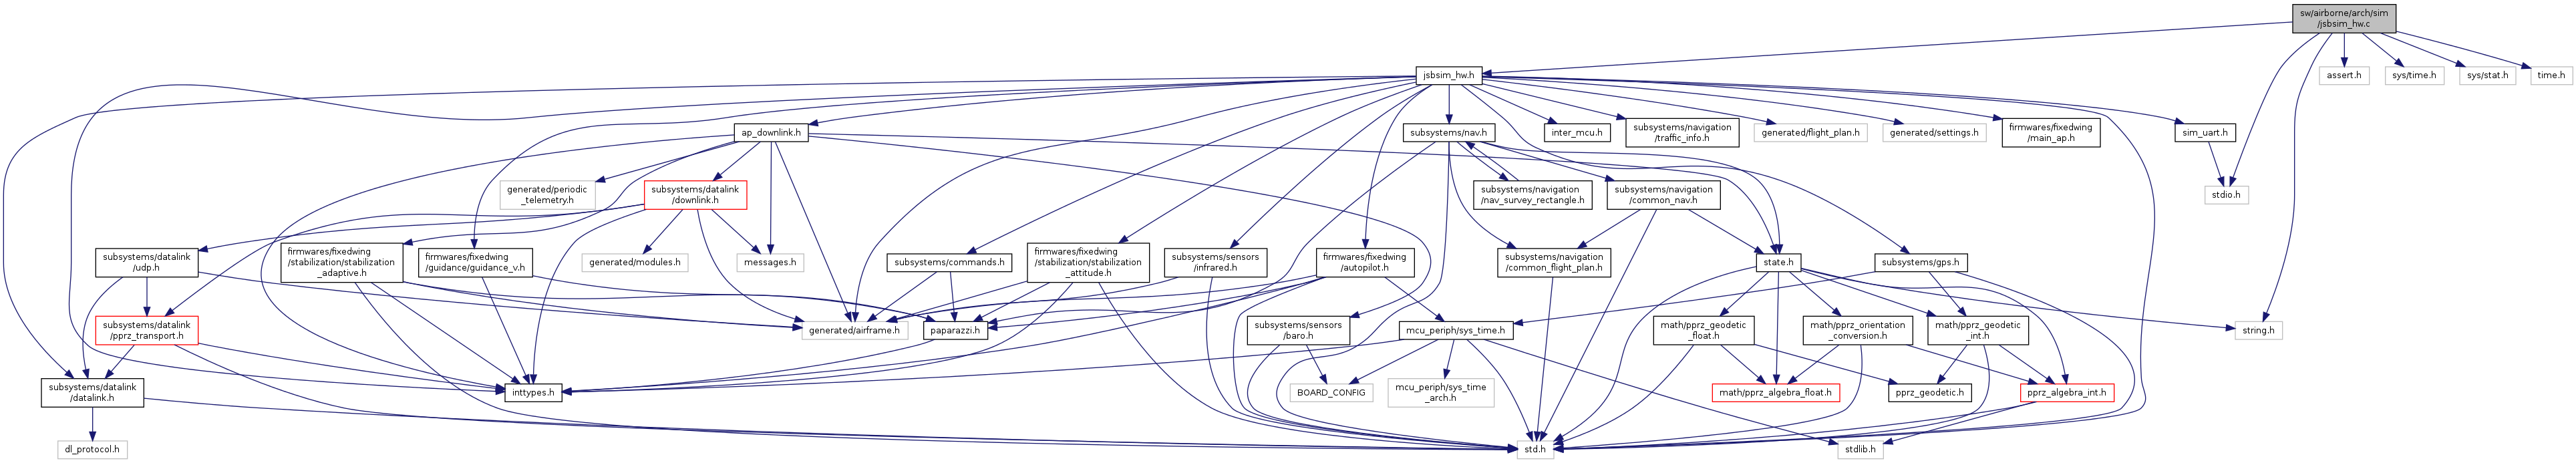 sw/airborne/arch/sim
/jsbsim_hw.c
jsbsim_hw.h
assert.h
sys/time.h
sys/stat.h
time.h
ap_downlink.h
subsystems/nav.h
inter_mcu.h
subsystems/navigation
/traffic_info.h
generated/flight_plan.h
generated/settings.h
firmwares/fixedwing
/main_ap.h
sim_uart.h
generated/periodic
_telemetry.h
subsystems/datalink
/downlink.h
subsystems/navigation
/nav_survey_rectangle.h
subsystems/navigation
/common_nav.h
stdio.h
subsystems/datalink
/udp.h
firmwares/fixedwing
/stabilization/stabilization
_adaptive.h
firmwares/fixedwing
/guidance/guidance_v.h
generated/modules.h
messages.h
subsystems/commands.h
firmwares/fixedwing
/stabilization/stabilization
_attitude.h
subsystems/sensors
/infrared.h
firmwares/fixedwing
/autopilot.h
subsystems/navigation
/common_flight_plan.h
state.h
subsystems/gps.h
subsystems/datalink
/pprz_transport.h
generated/airframe.h
paparazzi.h
subsystems/sensors
/baro.h
mcu_periph/sys_time.h
math/pprz_geodetic
_float.h
math/pprz_orientation
_conversion.h
math/pprz_geodetic
_int.h
string.h
subsystems/datalink
/datalink.h
inttypes.h
BOARD_CONFIG
mcu_periph/sys_time
_arch.h
math/pprz_algebra_float.h
pprz_geodetic.h
pprz_algebra_int.h
dl_protocol.h
std.h
stdlib.h